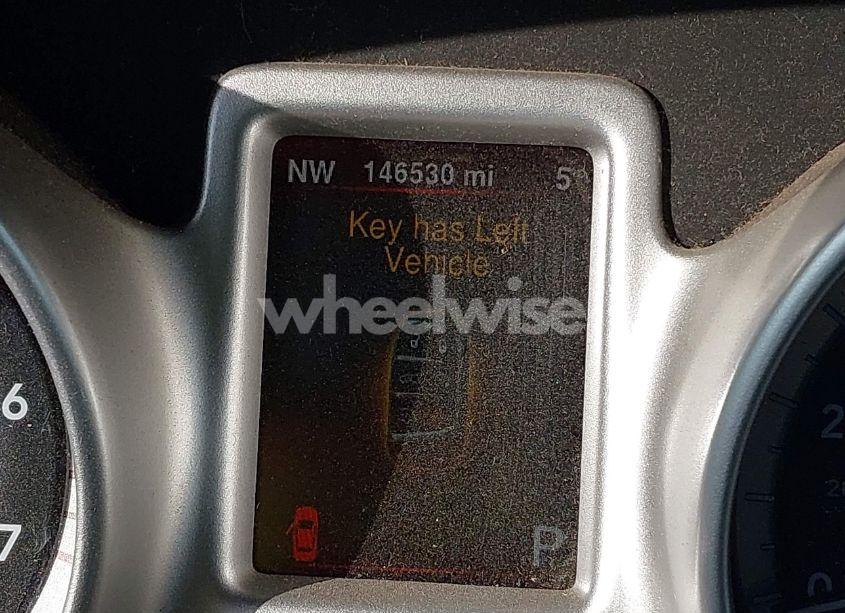 NW 146530 mi 5°
Key has Left
Vehicle
wheelwise
6
7
P